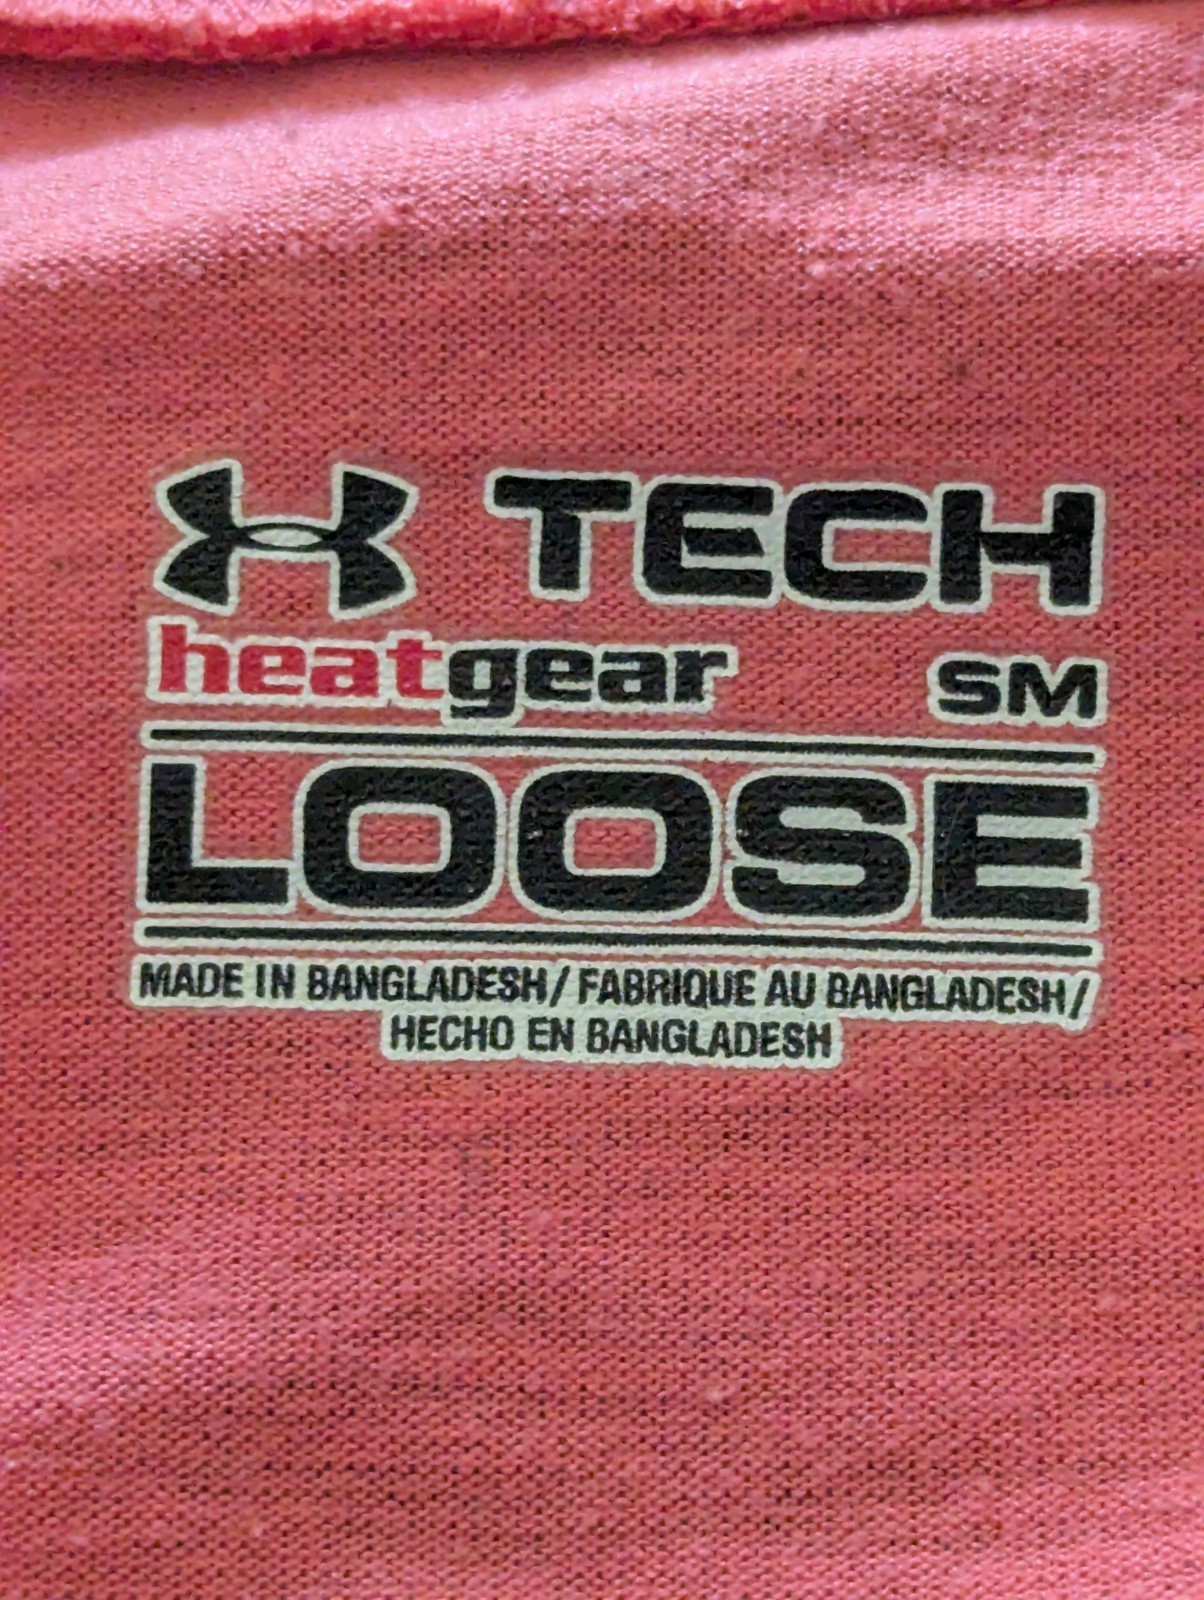 TECH
heatgear SM
LOOSE
MADE IN BANGLADESH/ FABRIQUE AU BANGLADESH/
HECHO EN BANGLADESH